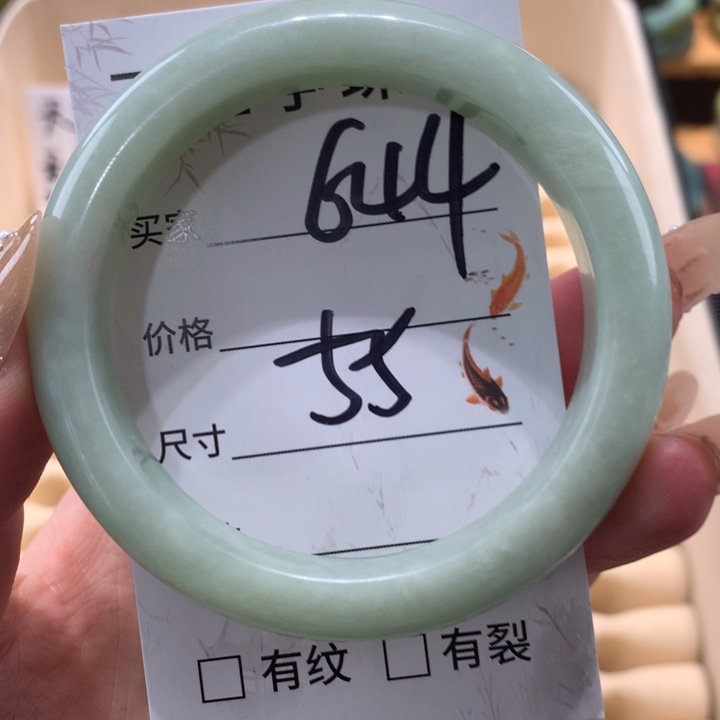 买家 644
价格
55
尺寸
有纹 有裂